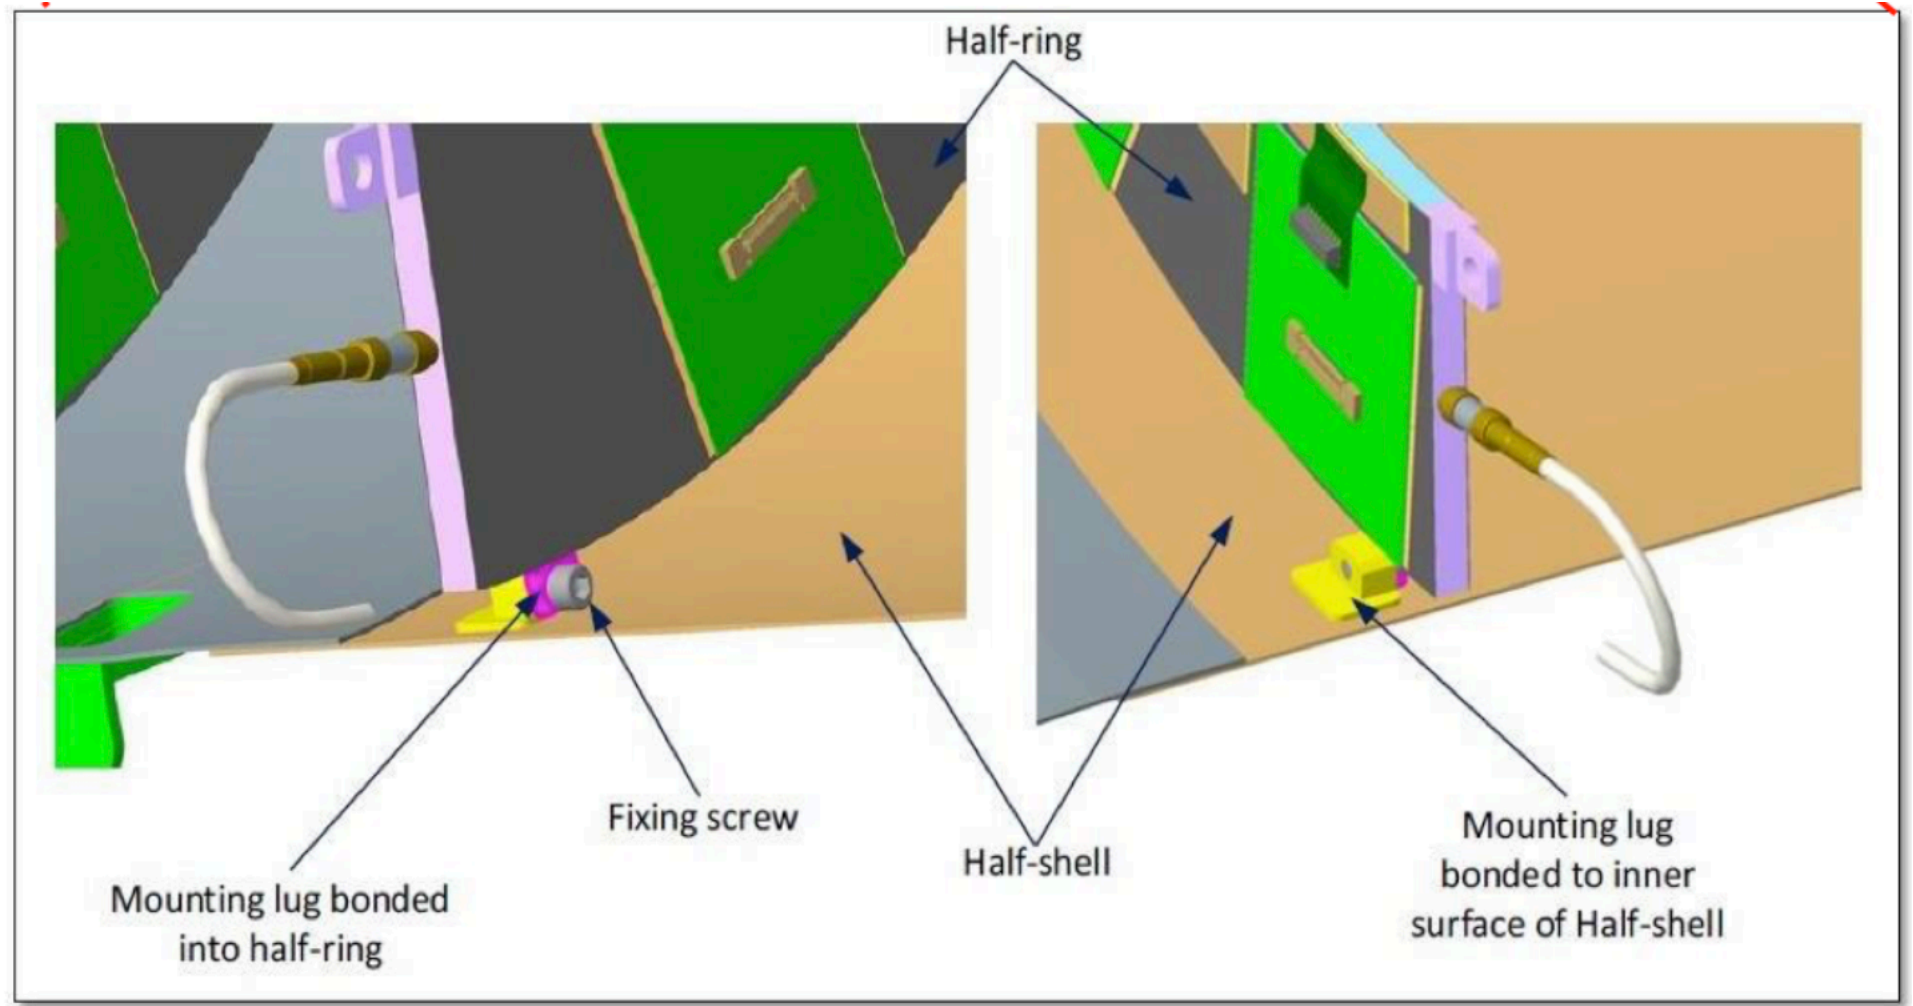 Half-ring
Fixing screw
Half-shell
Mounting lug bonded
into half-ring
Mounting lug
bonded to inner
surface of Half-shell